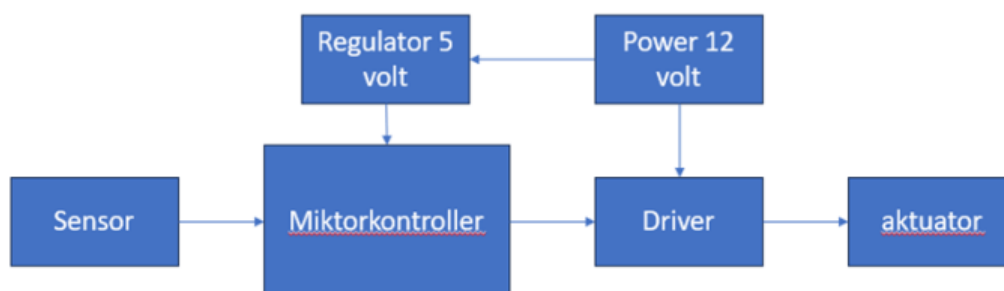 Regulator 5
volt
Power 12
volt
Sensor
Miktorkontroller
Driver
aktuator